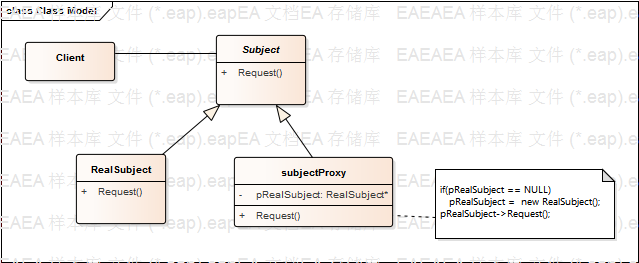 class Class Model
EAEAEA 样本库 文件 (*.eap).eapEA 文档EA 存储库 EAEAEA 样本库 文件 (*.eap).e
Client
Subject
+ Request()
RealSubject
+ Request()
subjectProxy
- pRealSubject: RealSubject*
+ Request()
if(pRealSubject == NULL)
pRealSubject = new RealSubject();
pRealSubject->Request();